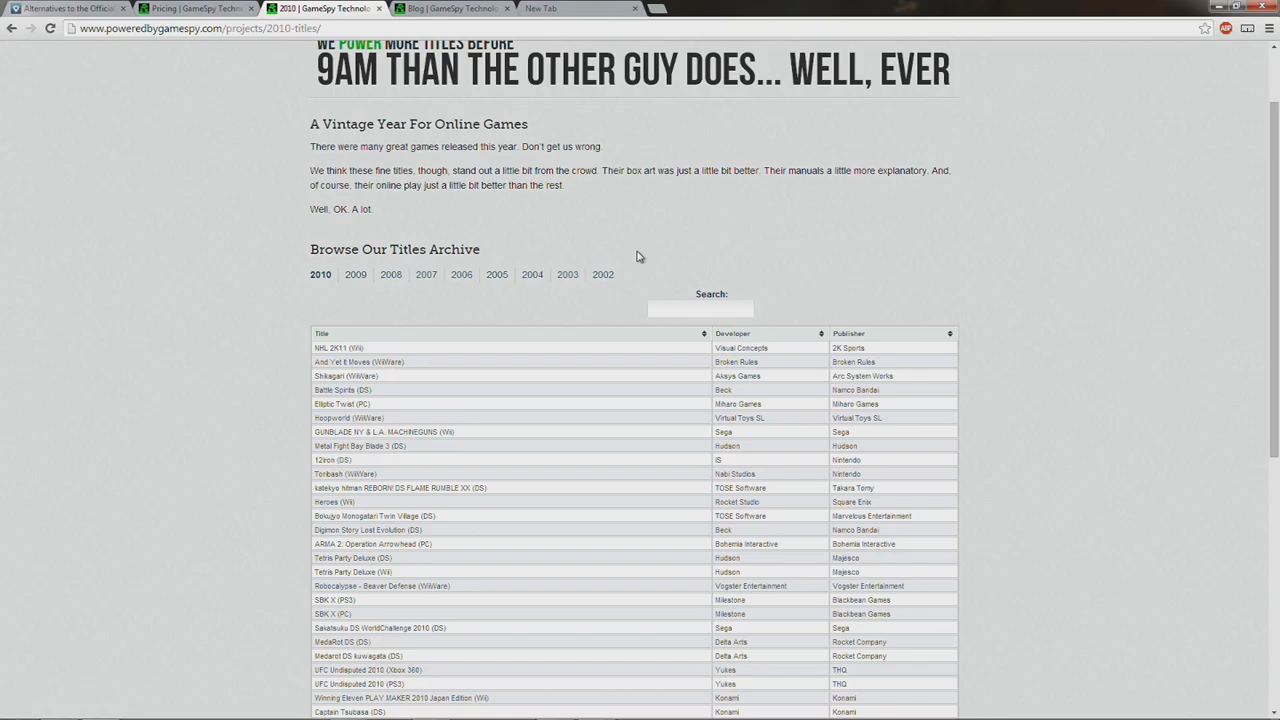 Alternatives to the Official
Pricing | GameSpy Techn
2010 | GameSpy Technolo
Blog | GameSpy Technolo
New Tab
www.poweredbygamespy.com/projects/2010-titles/
WE POWER MORE TITLES BEFORE
9AM THAN THE OTHER GUY DOES... WELL, EVER
A Vintage Year For Online Games
There were many great games released this year. Don't get us wrong.
We think these fine titles, though, stand out a little bit from the crowd. Their box art was just a little bit better. Their manuals a little more explanatory. And,
of course, their online play just a little bit better than the rest.
Well, OK. A lot.
Browse Our Titles Archive
2010 2009 2008 2007 2006 2005 2004 2003 2002
Search:
Title Developer Publisher
NHL 2K11 (Wii) Visual Concepts 2K Sports
And Yet It Moves (WiiWare) Broken Rules Broken Rules
Shikagari (WiiWare) Aksys Games Arc System Works
Battle Spirits (DS) Beck Namco Bandai
Elliptic Twist (PC) Miharo Games Miharo Games
Hoopworld (WiiWare) Virtual Toys SL Virtual Toys SL
GUNBLADE NY & L.A. MACHINEGUNS (Wii) Sega Sega
Metal Fight Bay Blade 3 (DS) Hudson Hudson
12iron (DS) IS Nintendo
Toribash (WiiWare) Nabi Studios Nintendo
katekyo hitman REBORN! DS FLAME RUMBLE XX (DS) TOSE Software Takara Tomy
Heroes (Wii) Rocket Studio Square Enix
Bokujyo Monogatari Twin Village (DS) TOSE Software Marvelous Entertainment
Digimon Story Lost Evolution (DS) Beck Namco Bandai
ARMA 2: Operation Arrowhead (PC) Bohemia Interactive Bohemia Interactive
Tetris Party Deluxe (DS) Hudson Majesco
Tetris Party Deluxe (Wii) Hudson Majesco
Robocalypse - Beaver Defense (WiiWare) Vogster Entertainment Vogster Entertainment
SBK X (PS3) Milestone Blackbean Games
SBK X (PC) Milestone Blackbean Games
Sakatsuku DS WorldChallenge 2010 (DS) Sega Sega
MedaRot DS (DS) Delta Arts Rocket Company
Medarot DS kuwagata (DS) Delta Arts Rocket Company
UFC Undisputed 2010 (Xbox 360) Yukes THQ
UFC Undisputed 2010 (PS3) Yukes THQ
Winning Eleven PLAY MAKER 2010 Japan Edition (Wii) Konami Konami
Captain Tsubasa (DS) Konami Konami